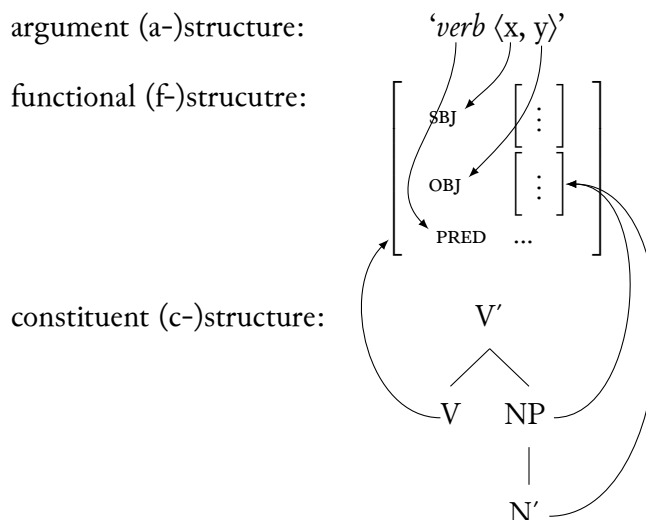 argument (a-)structure: ‘verb ⟨x, y⟩’
functional (f-)strucutre:
SBJ ⋮
OBJ ⋮
PRED ...
constituent (c-)structure:
V′
V NP
N′